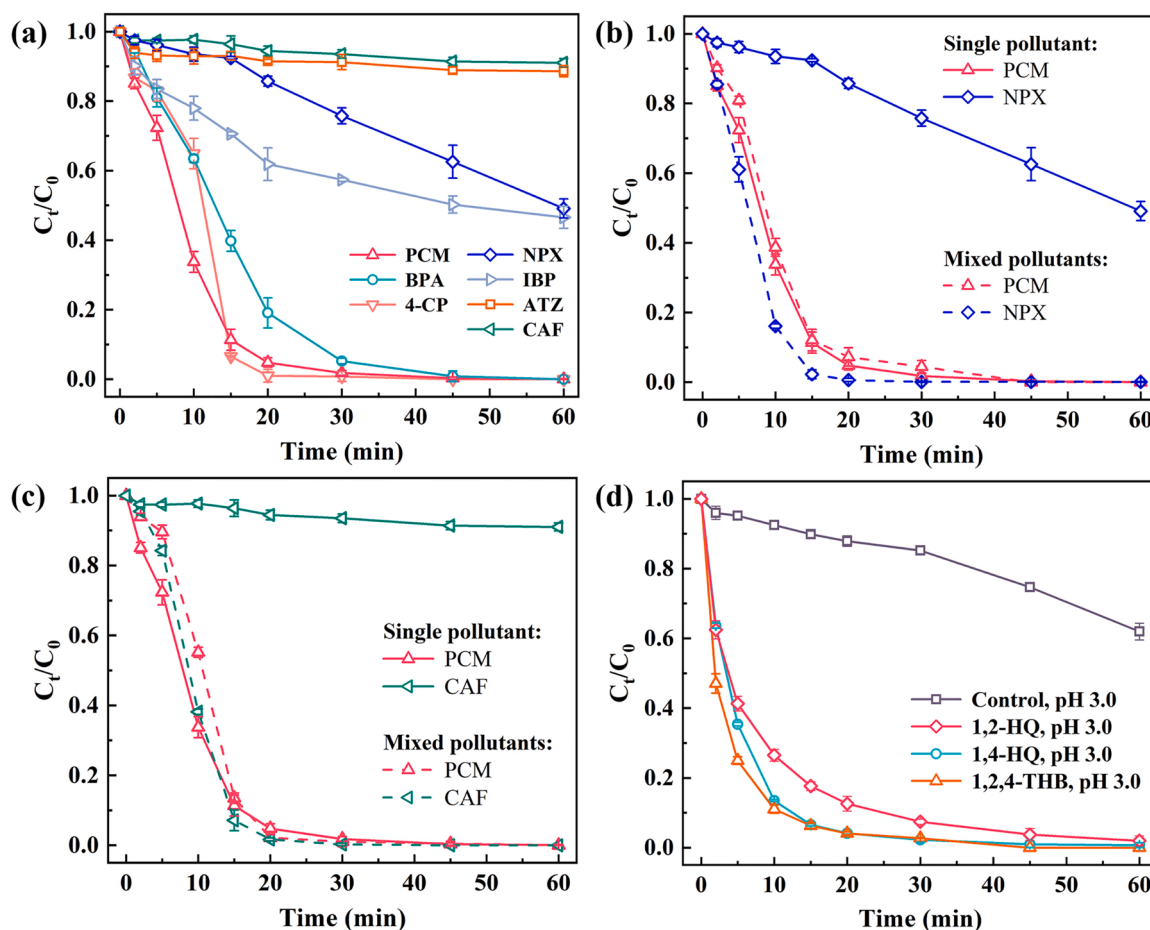 (a)
1.0
0.8
0.6
0.4
0.2
0.0
Ct/C0
PCM
NPX
BPA
IBP
4-CP
ATZ
CAF
0 10 20 30 40 50 60
Time (min)
(b)
1.0
0.8
0.6
0.4
0.2
0.0
Ct/C0
Single pollutant:
PCM
NPX
Mixed pollutants:
PCM
NPX
0 10 20 30 40 50 60
Time (min)
(c)
1.0
0.8
0.6
0.4
0.2
0.0
Ct/C0
Single pollutant:
PCM
CAF
Mixed pollutants:
PCM
CAF
0 10 20 30 40 50 60
Time (min)
(d)
1.0
0.8
0.6
0.4
0.2
0.0
Ct/C0
Control, pH 3.0
1,2-HQ, pH 3.0
1,4-HQ, pH 3.0
1,2,4-THB, pH 3.0
0 10 20 30 40 50 60
Time (min)